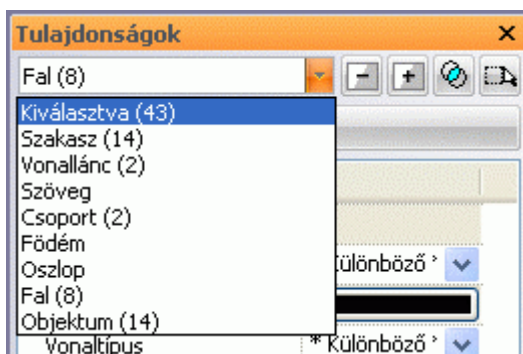 Tulajdonságok
Fal (8)
Kiválasztva (43)
Szakasz (14)
Vonallánc (2)
Szöveg
Csoport (2)
Födém
Oszlop
Különböző *
Fal (8)
Objektum (14)
Vonaltípus * Különböző *